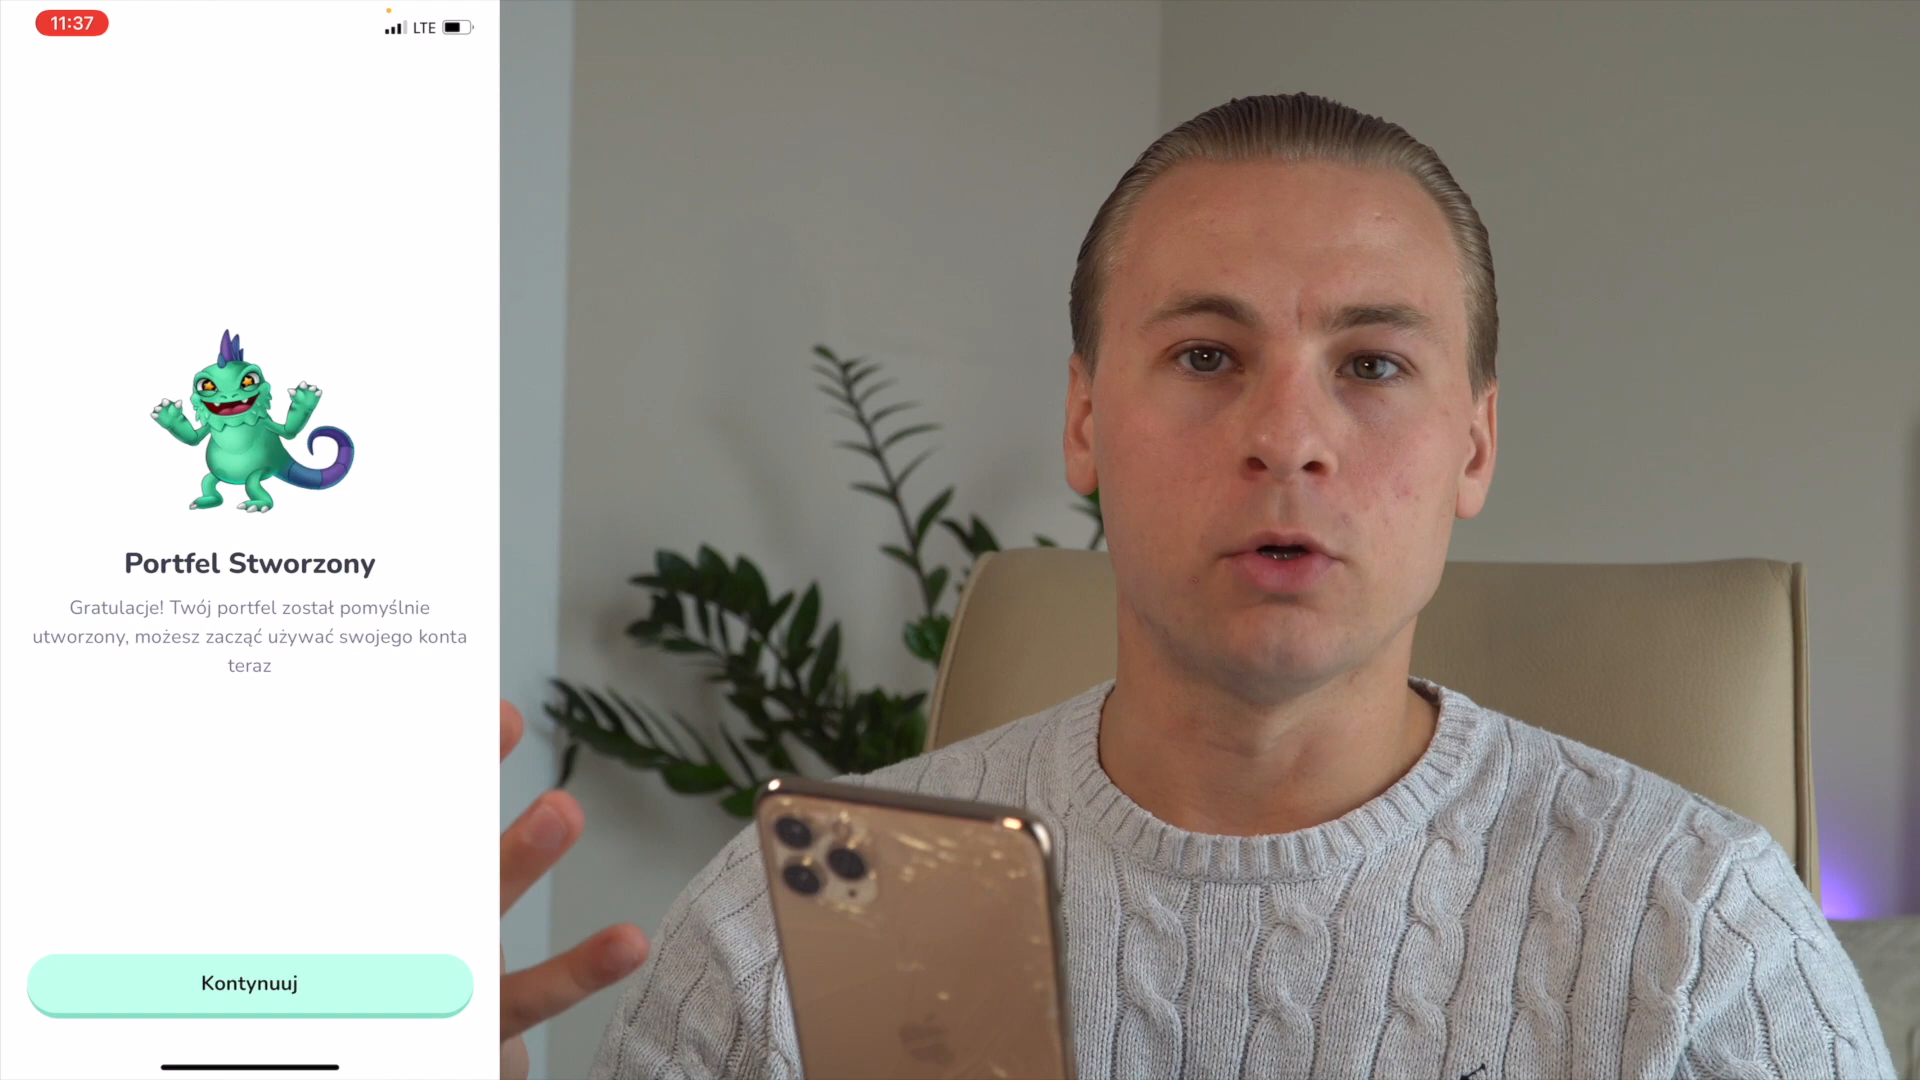 11:37
LTE
Portfel Stworzony
Gratulacje! Twój portfel został pomyślnie
utworzony, możesz zacząć używać swojego konta
teraz
Kontynuuj